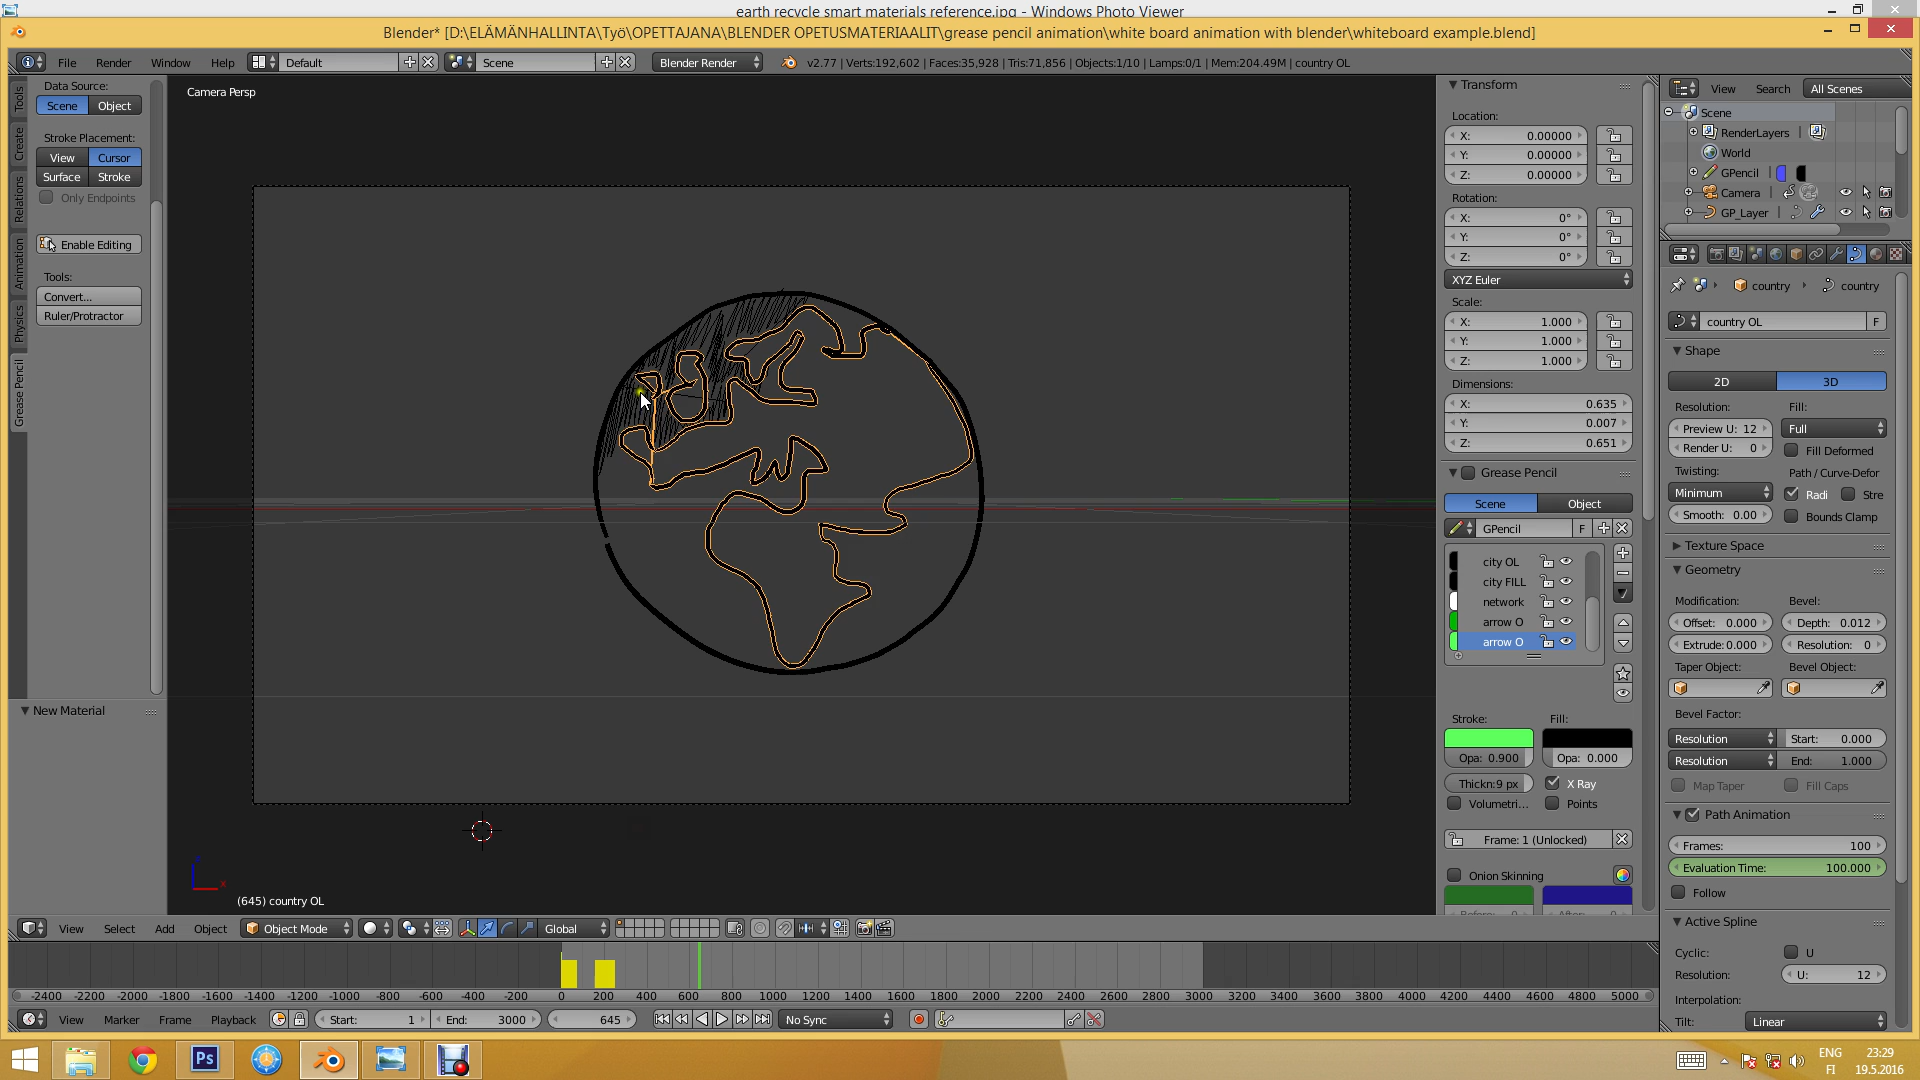 earth recycle smart materials reference.jpg - Windows Photo Viewer
Blender* [D:\ELÄMÄNHALLINTA\Työ\OPETTAJANA\BLENDER OPETUSMATERIAALIT\grease pencil animation\white board animation with blender\whiteboard example.blend]
File Render Window Help Default Scene Blender Render v2.77 | Verts:192,602 | Faces:35,928 | Tris:71,856 | Objects:1/10 | Lamps:0/1 | Mem:204.49M | country OL
Tools
Create
Relations
Animation
Physics
Grease Pencil
Data Source:
Scene Object
Stroke Placement:
View Cursor
Surface Stroke
Only Endpoints
Enable Editing
Tools:
Convert...
Ruler/Protractor
New Material
Camera Persp
(645) country OL
Transform
Location:
X: 0.00000
Y: 0.00000
Z: 0.00000
Rotation:
X: 0°
Y: 0°
Z: 0°
XYZ Euler
Scale:
X: 1.000
Y: 1.000
Z: 1.000
Dimensions:
X: 0.635
Y: 0.007
Z: 0.651
Grease Pencil
Scene Object
GPencil F
city OL
city FILL
network
arrow O
arrow O
Stroke: Fill:
Opa: 0.900 Opa: 0.000
Thickn:9 px X Ray
Volumetri... Points
Frame: 1 (Unlocked)
Onion Skinning
View Search All Scenes
Scene
RenderLayers
World
GPencil
Camera
GP_Layer
country country
country OL F
Shape
2D 3D
Resolution: Fill:
Preview U: 12 Full
Render U: 0 Fill Deformed
Twisting: Path / Curve-Defor
Minimum Radi Stre
Smooth: 0.00 Bounds Clamp
Texture Space
Geometry
Modification: Bevel:
Offset: 0.000 Depth: 0.012
Extrude:0.000 Resolution: 0
Taper Object: Bevel Object:
Bevel Factor:
Resolution Start: 0.000
Resolution End: 1.000
Map Taper Fill Caps
Path Animation
Frames: 100
Evaluation Time: 100.000
Follow
Active Spline
Cyclic: U
Resolution: U: 12
Interpolation:
Tilt: Linear
View Select Add Object Object Mode Global
-2400 -2200 -2000 -1800 -1600 -1400 -1200 -1000 -800 -600 -400 -200 0 200 400 600 800 1000 1200 1400 1600 1800 2000 2200 2400 2600 2800 3000 3200 3400 3600 3800 4000 4200 4400 4600 4800 5000
View Marker Frame Playback Start: 1 End: 3000 645 No Sync
Ps
ENG 23:29
FI 19.5.2016